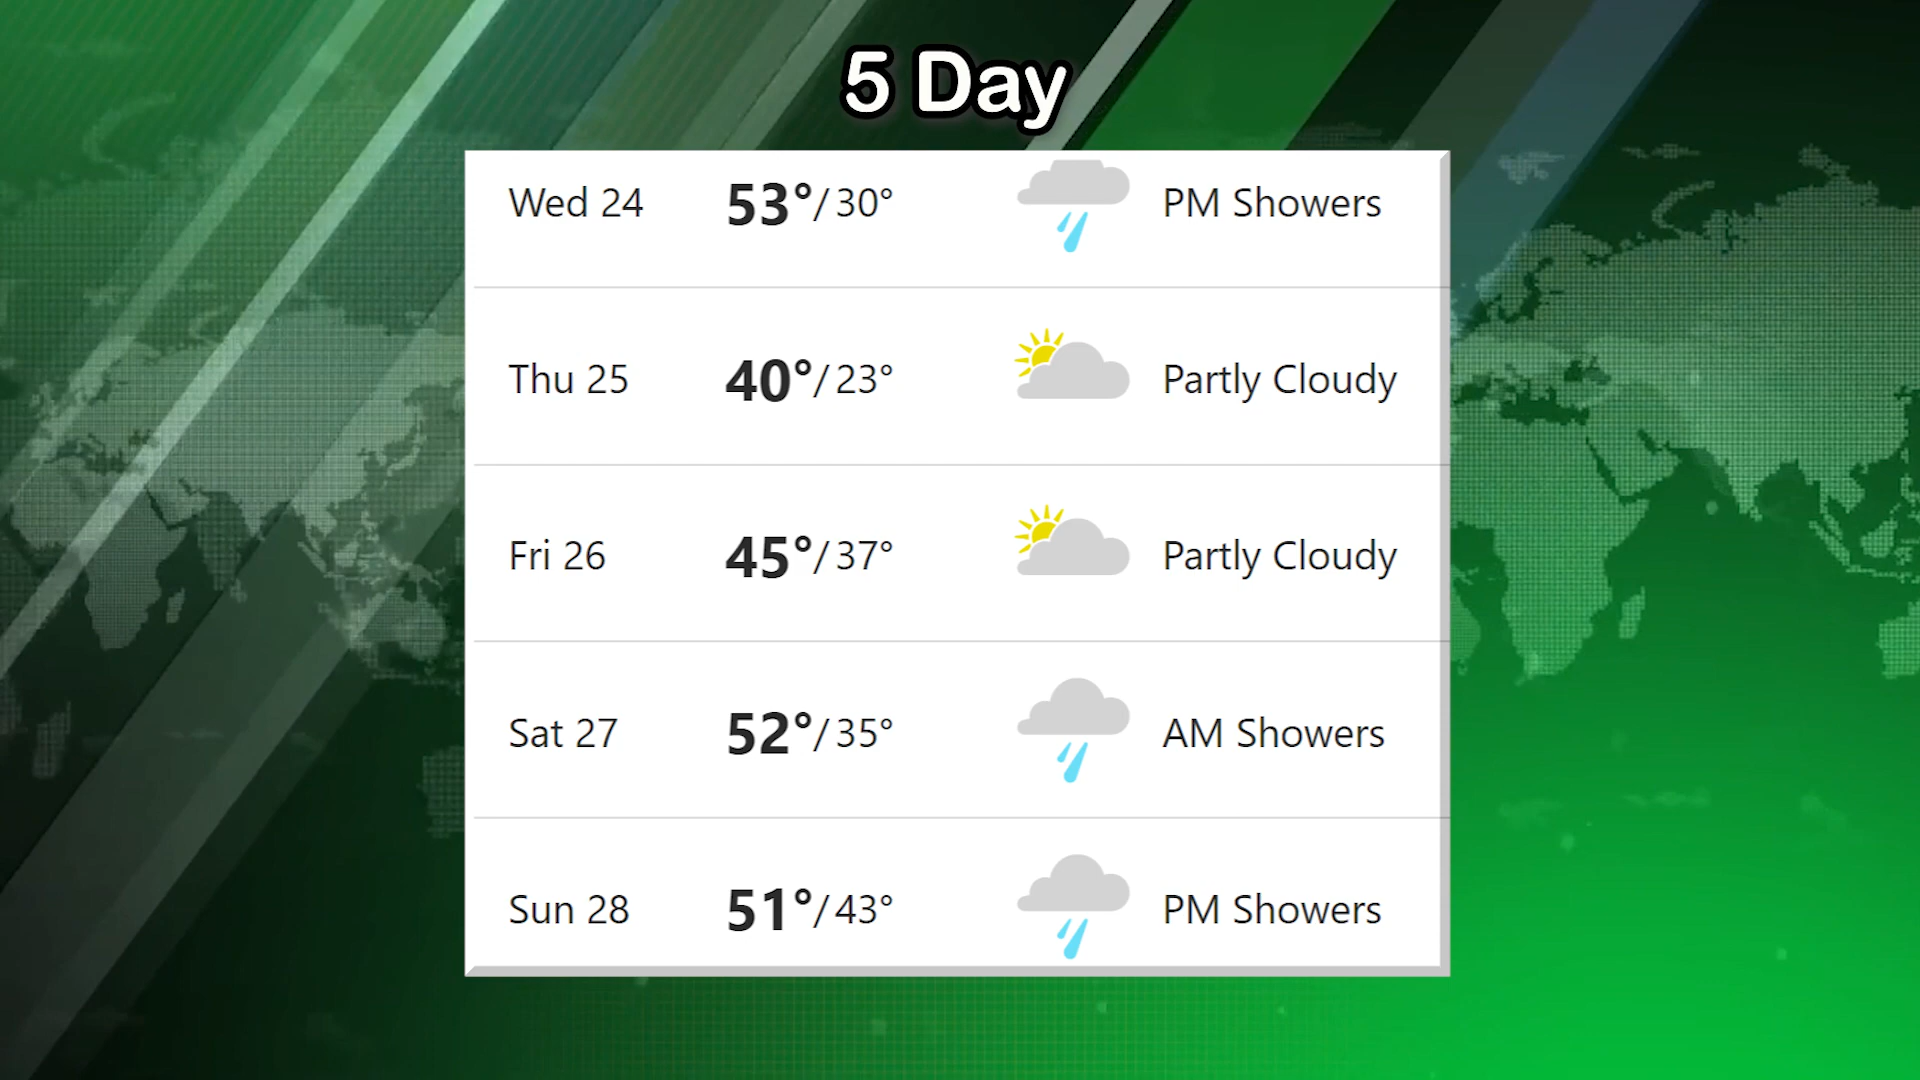 5 Day
Wed 24 53°/30° PM Showers
Thu 25 40°/23° Partly Cloudy
Fri 26 45°/37° Partly Cloudy
Sat 27 52°/35° AM Showers
Sun 28 51°/43° PM Showers